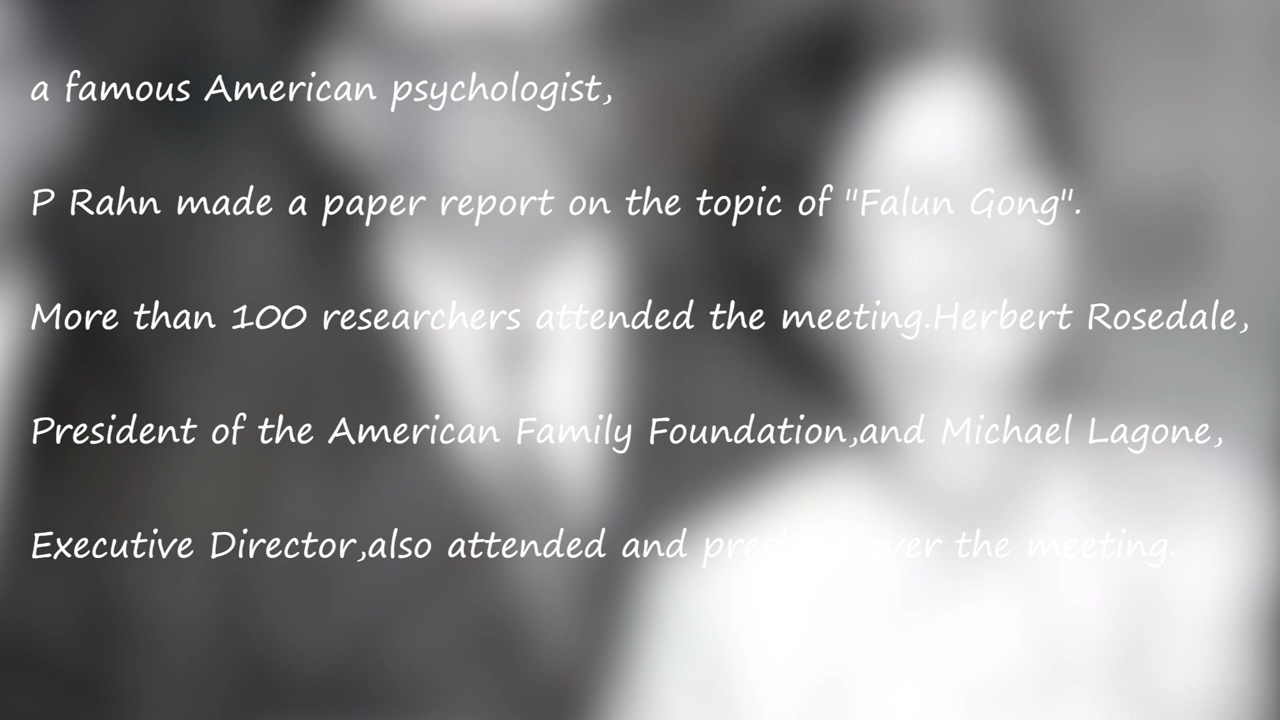 a famous American psychologist,
P Rahn made a paper report on the topic of "Falun Gong".
More than 100 researchers attended the meeting.Herbert Rosedale,
President of the American Family Foundation,and Michael Lagone,
Executive Director,also attended and presided over the meeting.